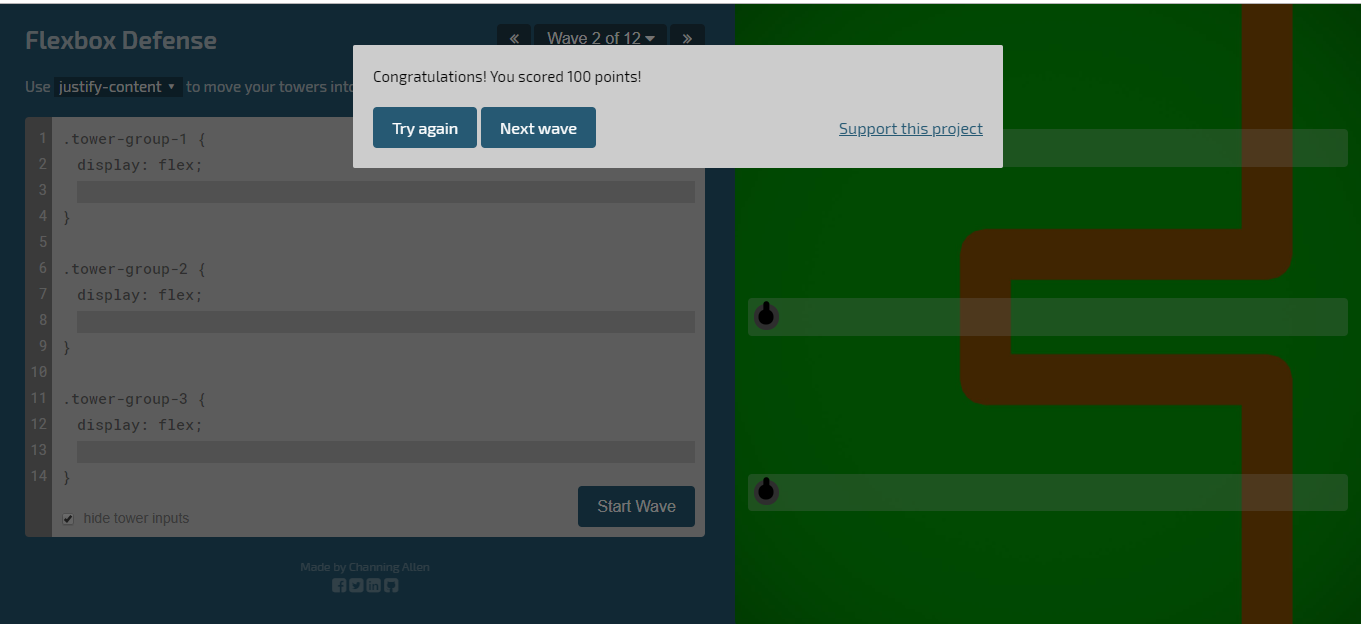 Flexbox Defense
« Wave 2 of 12 »
Use justify-content to move your towers into
Congratulations! You scored 100 points!
Try again Next wave Support this project
1 .tower-group-1 {
2 display: flex;
3
4 }
5
6 .tower-group-2 {
7 display: flex;
8
9 }
10
11 .tower-group-3 {
12 display: flex;
13
14 }
hide tower inputs
Start Wave
Made by Channing Allen